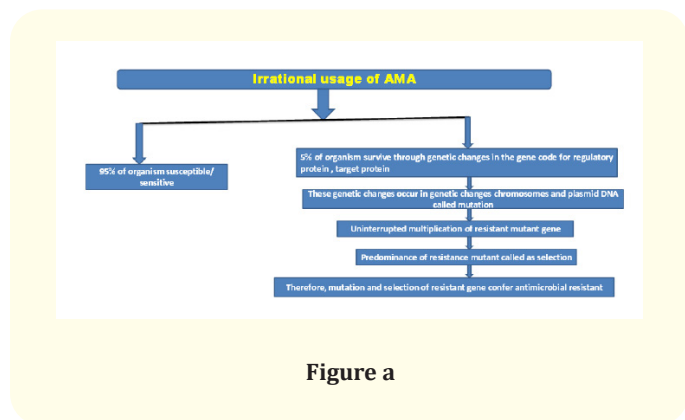 Irrational usage of AMA
95% of organism susceptible/
sensitive
5% of organism survive through genetic changes in the gene code for regulatory
protein , target protein
These genetic changes occur in genetic changes chromosomes and plasmid DNA
called mutation
Uninterrupted multiplication of resistant mutant gene
Predominance of resistance mutant called as selection
Therefore, mutation and selection of resistant gene confer antimicrobial resistant
Figure a